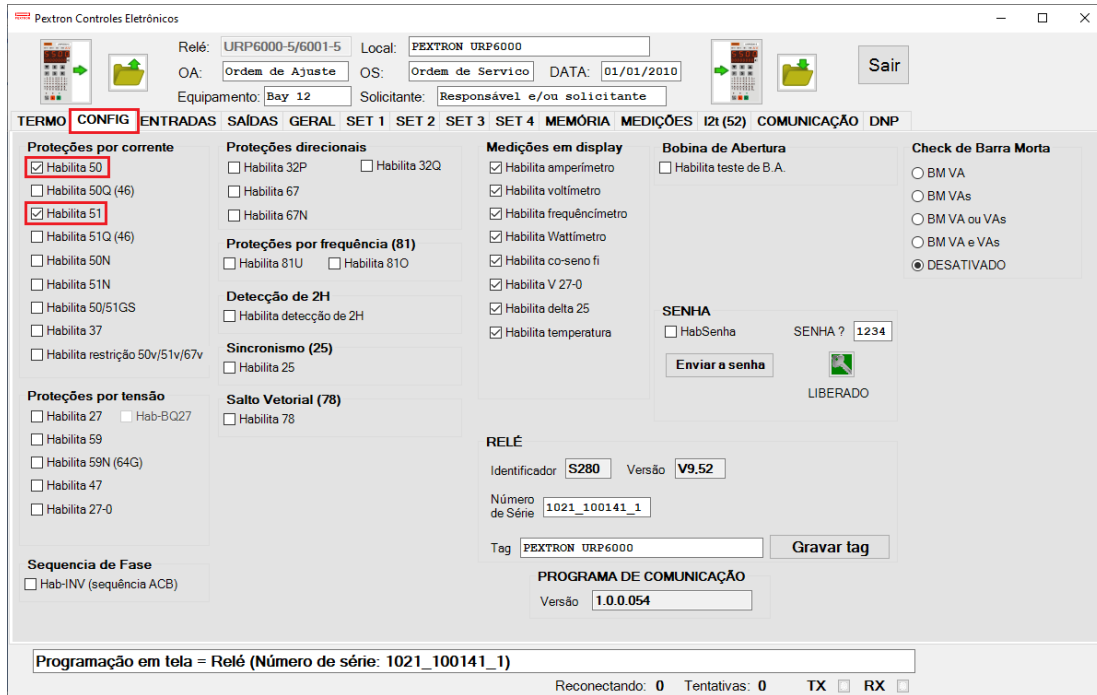 Pextron Controles Eletrônicos
Relé: URP6000-5/6001-5 Local: PEXTRON URP6000
OA: Ordem de Ajuste OS: Ordem de Servico DATA: 01/01/2010
Equipamento: Bay 12 Solicitante: Responsável e/ou solicitante
Sair
TERMO CONFIG ENTRADAS SAÍDAS GERAL SET 1 SET 2 SET 3 SET 4 MEMÓRIA MEDIÇÕES I2t (52) COMUNICAÇÃO DNP
Proteções por corrente
Habilita 50
Habilita 50Q (46)
Habilita 51
Habilita 51Q (46)
Habilita 50N
Habilita 51N
Habilita 50/51GS
Habilita 37
Habilita restrição 50v/51v/67v
Proteções por tensão
Habilita 27 Hab-BQ27
Habilita 59
Habilita 59N (64G)
Habilita 47
Habilita 27-0
Sequencia de Fase
Hab-INV (sequência ACB)
Proteções direcionais
Habilita 32P Habilita 32Q
Habilita 67
Habilita 67N
Proteções por frequência (81)
Habilita 81U Habilita 81O
Detecção de 2H
Habilita detecção de 2H
Sincronismo (25)
Habilita 25
Salto Vetorial (78)
Habilita 78
Medições em display
Habilita amperímetro
Habilita voltímetro
Habilita frequêncímetro
Habilita Wattímetro
Habilita co-seno fi
Habilita V 27-0
Habilita delta 25
Habilita temperatura
Bobina de Abertura
Habilita teste de B.A.
SENHA
HabSenha SENHA ? 1234
Enviar a senha
LIBERADO
Check de Barra Morta
BM VA
BM VAs
BM VA ou VAs
BM VA e VAs
DESATIVADO
RELÉ
Identificador S280 Versão V9.52
Número
de Série 1021_100141_1
Tag PEXTRON URP6000 Gravar tag
PROGRAMA DE COMUNICAÇÃO
Versão 1.0.0.054
Programação em tela = Relé (Número de série: 1021_100141_1)
Reconectando: 0 Tentativas: 0 TX RX